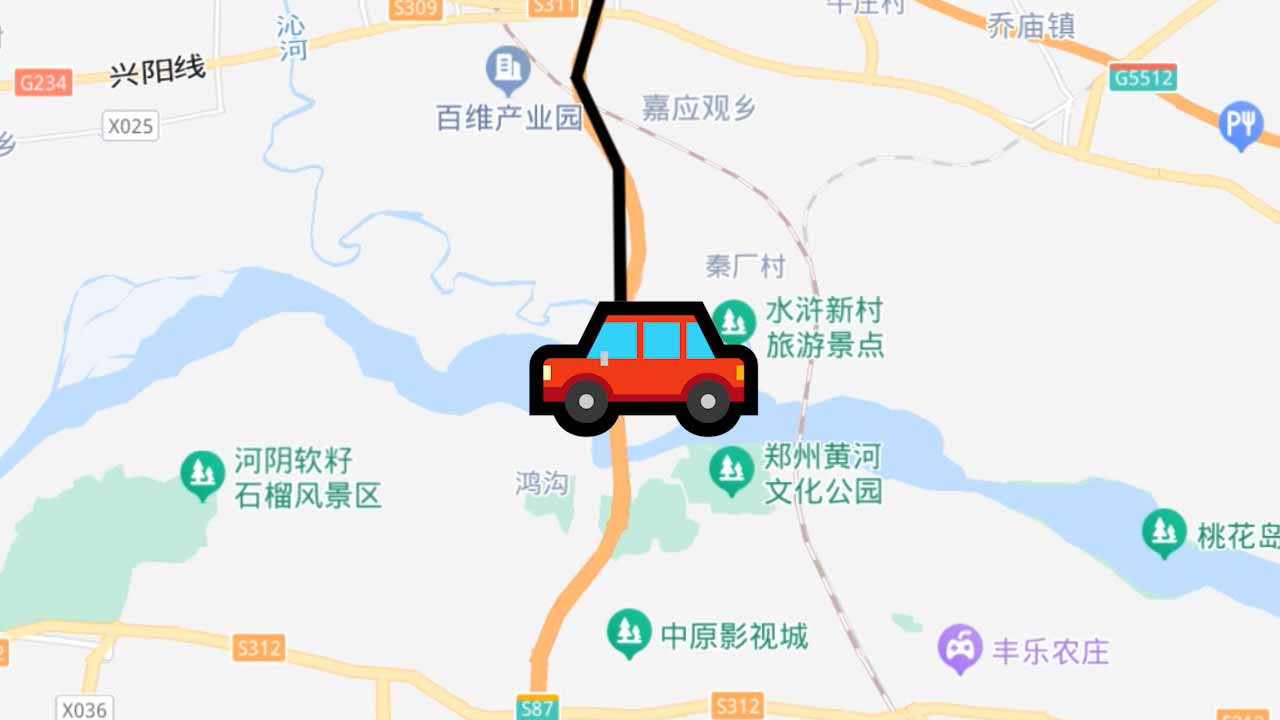 S309
S311
乔庙镇
沁河
兴阳线
G234
G5512
百维产业园
嘉应观乡
X025
乡
秦厂村
水浒新村
旅游景点
河阴软籽
石榴风景区
鸿沟
郑州黄河
文化公园
桃花岛
中原影视城
丰乐农庄
S312
X036
S87
S312